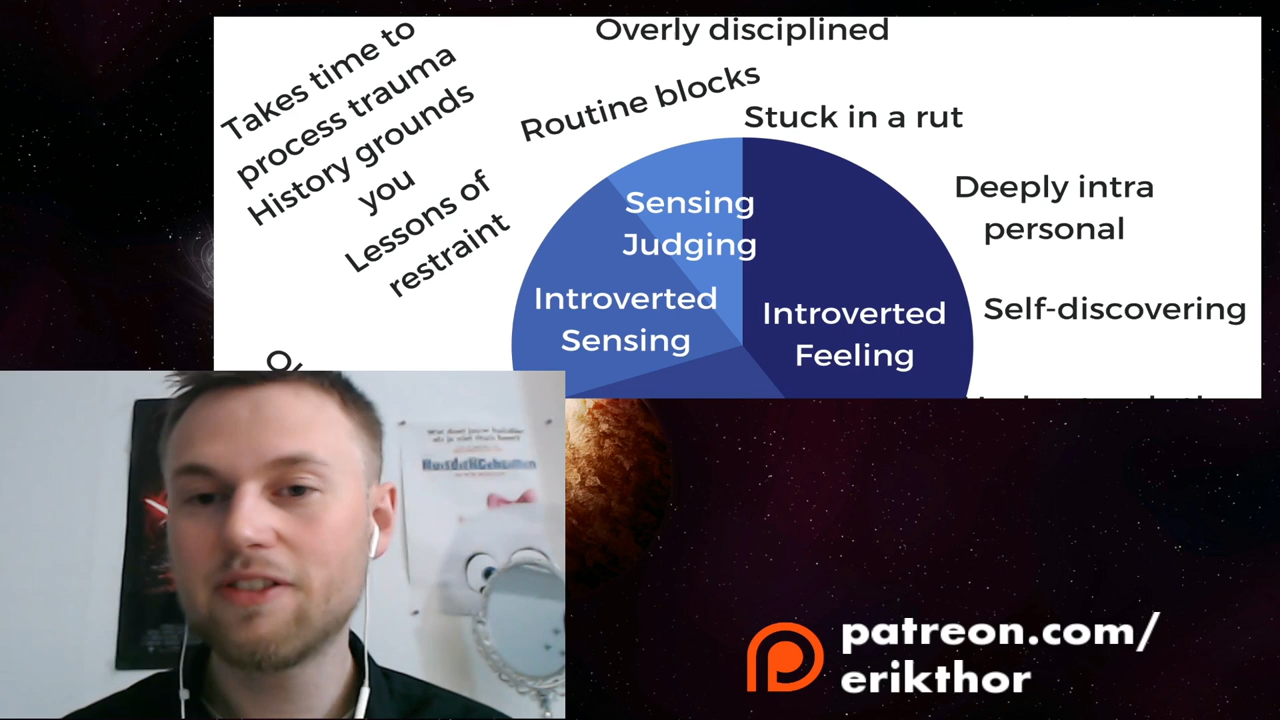 Overly disciplined
Takes time to
process trauma
History grounds
you
Lessons of
restraint
Routine blocks
Stuck in a rut
Deeply intra
personal
Self-discovering
Sensing
Judging
Introverted
Sensing
Introverted
Feeling
patreon.com/
erikthor